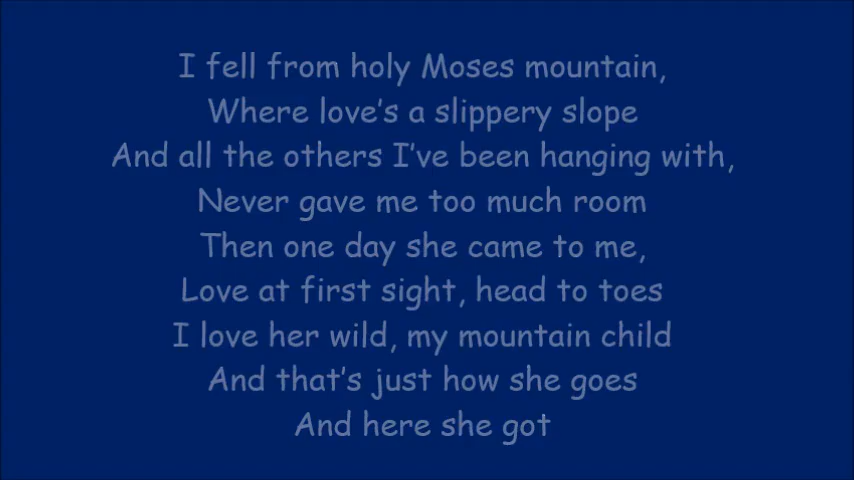 I fell from holy Moses mountain,
Where love's a slippery slope
And all the others I've been hanging with,
Never gave me too much room
Then one day she came to me,
Love at first sight, head to toes
I love her wild, my mountain child
And that's just how she goes
And here she got